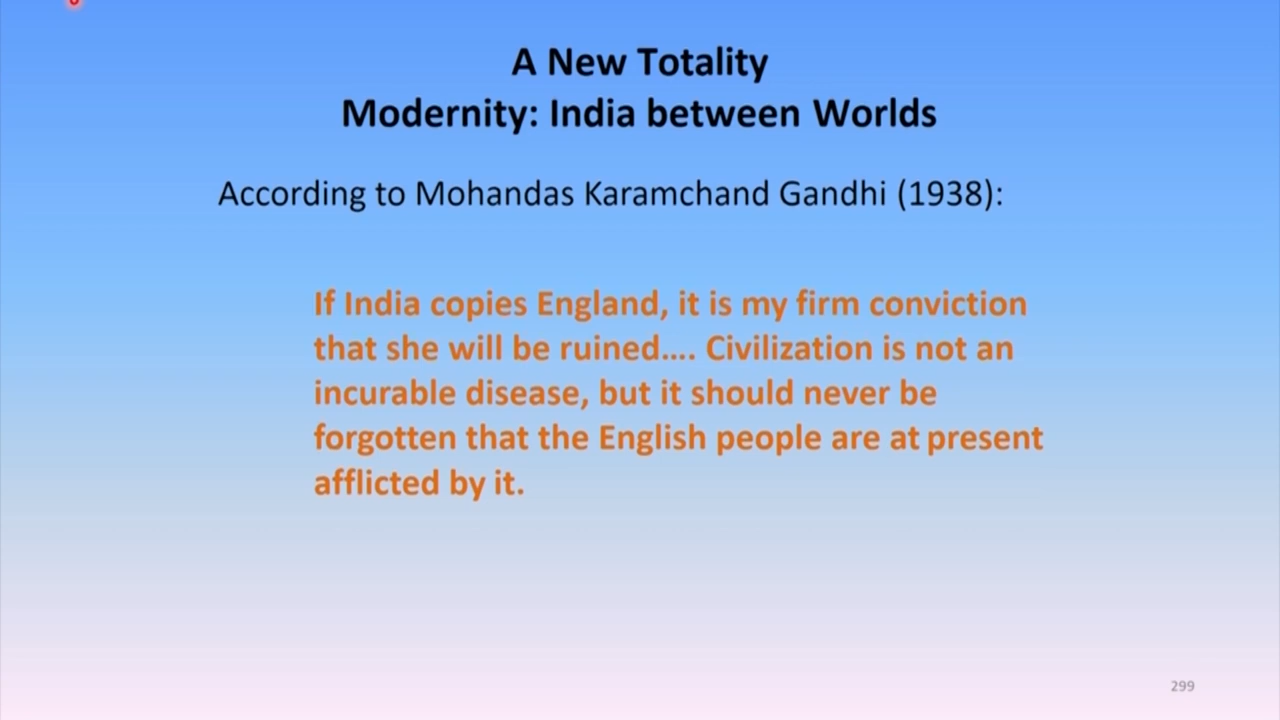 A New Totality
Modernity: India between Worlds
According to Mohandas Karamchand Gandhi (1938):
If India copies England, it is my firm conviction
that she will be ruined…. Civilization is not an
incurable disease, but it should never be
forgotten that the English people are at present
afflicted by it.
299